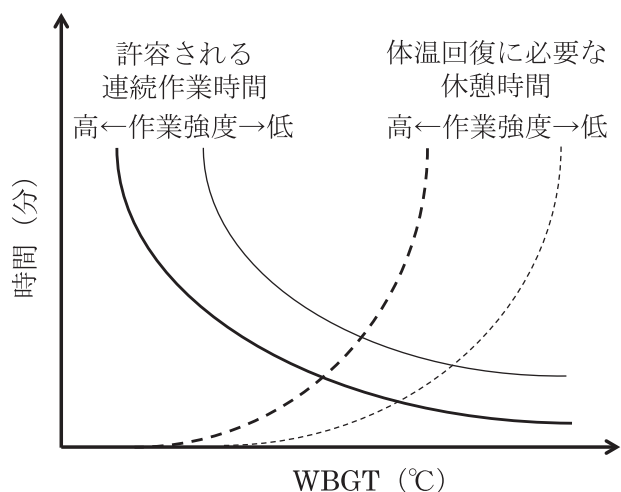 許容される
連続作業時間
高←作業強度→低
体温回復に必要な
休憩時間
高←作業強度→低
時間（分）
WBGT（℃）